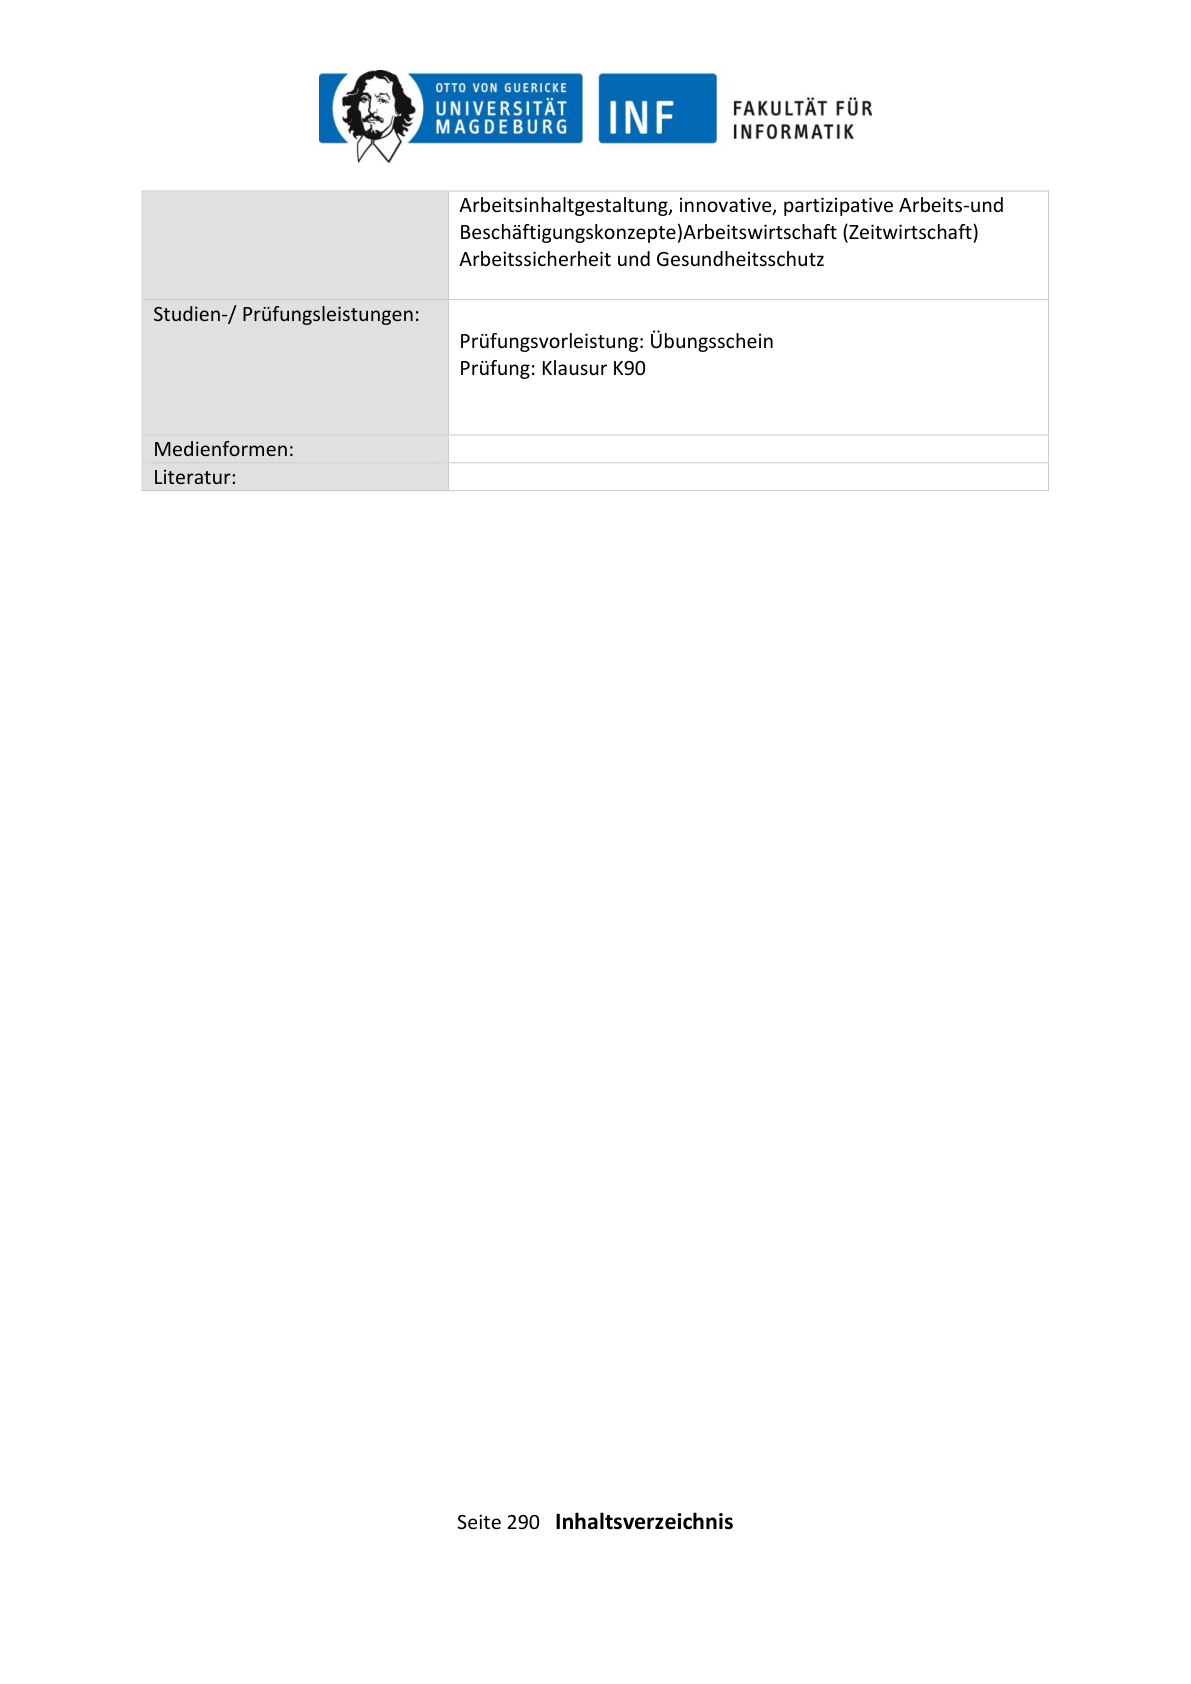 OTTO VON GUERICKE
UNIVERSITÄT
MAGDEBURG
INF
FAKULTÄT FÜR
INFORMATIK
Arbeitsinhaltgestaltung, innovative, partizipative Arbeits-und
Beschäftigungskonzepte)Arbeitswirtschaft (Zeitwirtschaft)
Arbeitssicherheit und Gesundheitsschutz
Studien-/ Prüfungsleistungen:
Prüfungsvorleistung: Übungsschein
Prüfung: Klausur K90
Medienformen:
Literatur:
Seite 290 Inhaltsverzeichnis